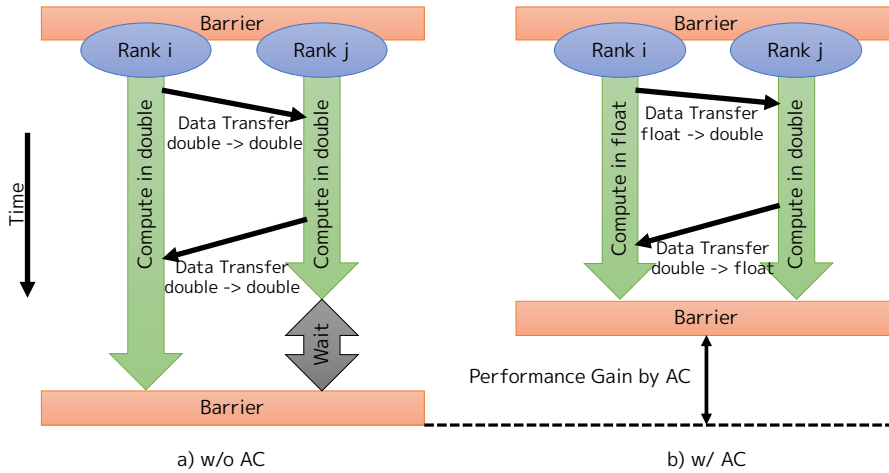 Barrier
Rank i
Rank j
Compute in double
Compute in double
Data Transfer
double -> double
Data Transfer
double -> double
Wait
Time
Barrier
a) w/o AC
Barrier
Rank i
Rank j
Compute in float
Compute in double
Data Transfer
float -> double
Data Transfer
double -> float
Barrier
Performance Gain by AC
b) w/ AC